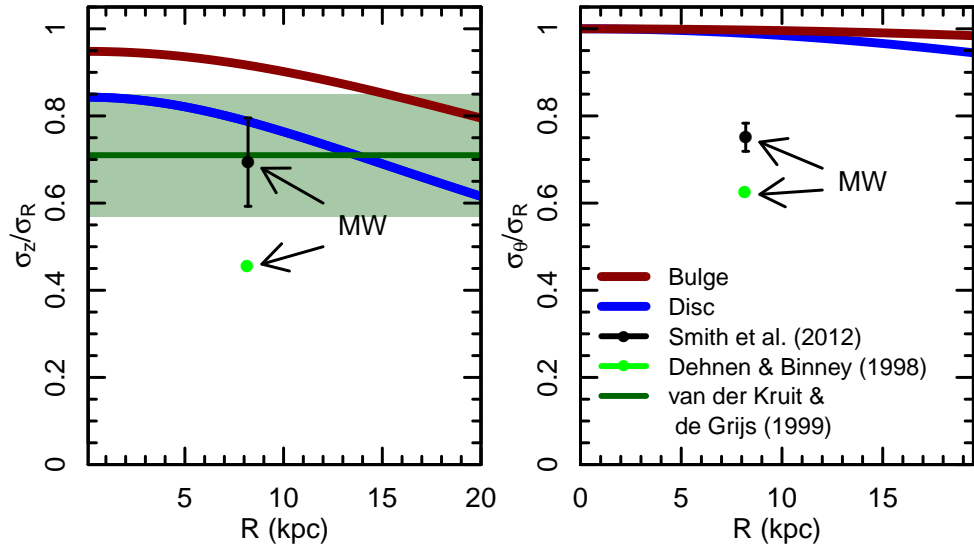 0 0.2 0.4 0.6 0.8 1
σz/σR
MW
5 10 15 20
R (kpc)
0 0.2 0.4 0.6 0.8 1
σθ/σR
MW
Bulge
Disc
Smith et al. (2012)
Dehnen & Binney (1998)
van der Kruit &
de Grijs (1999)
0 5 10 15
R (kpc)